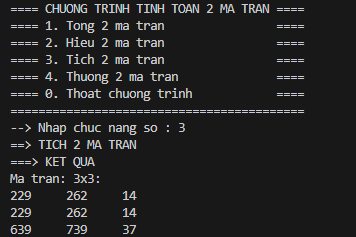 ==== CHUONG TRINH TINH TOAN 2 MA TRAN ====
==== 1. Tong 2 ma tran ====
==== 2. Hieu 2 ma tran ====
==== 3. Tich 2 ma tran ====
==== 4. Thuong 2 ma tran ====
==== 0. Thoat chuong trinh ====
==========================================
--> Nhap chuc nang so : 3
==> TICH 2 MA TRAN
===> KET QUA
Ma tran: 3x3:
229 262 14
229 262 14
639 739 37